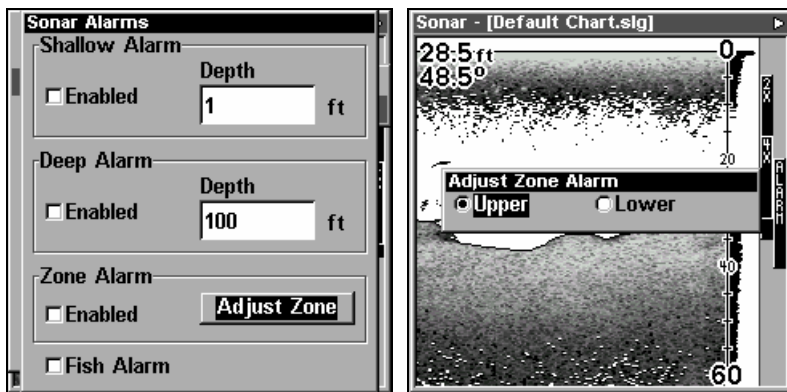 Sonar Alarms
Shallow Alarm
Depth
Enabled
1
ft
Deep Alarm
Depth
Enabled
100
ft
Zone Alarm
Enabled
Adjust Zone
Fish Alarm
Sonar - [Default Chart.slg]
28.5 ft
48.5º
0
2X
20
4X
ALARM
Adjust Zone Alarm
Upper
Lower
40
60